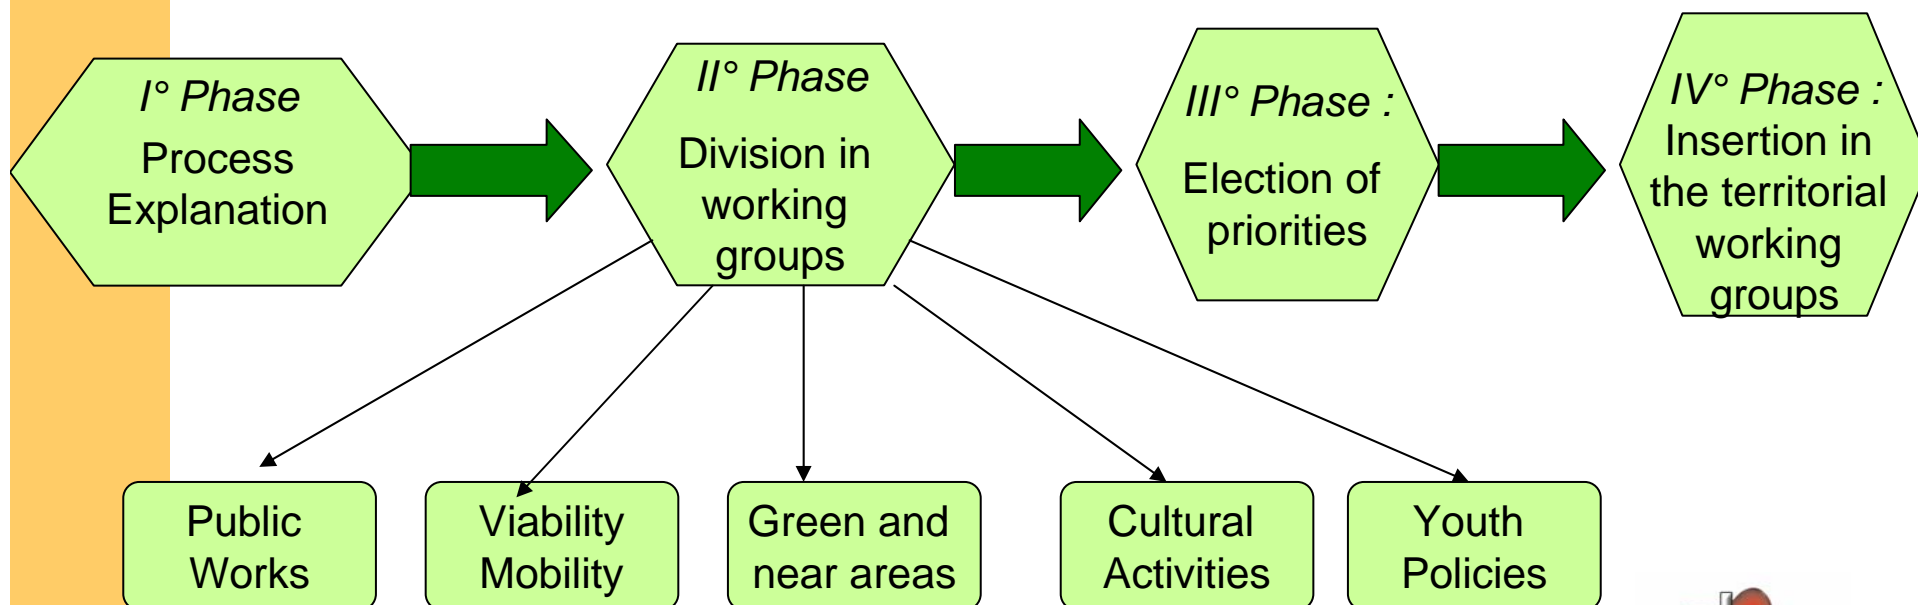 I° Phase
Process
Explanation
II° Phase
Division in
working
groups
III° Phase :
Election of
priorities
IV° Phase :
Insertion in
the territorial
working
groups
Public
Works
Viability
Mobility
Green and
near areas
Cultural
Activities
Youth
Policies